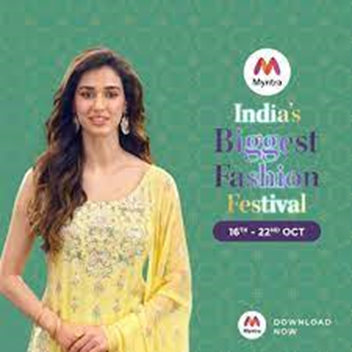 Myntra
India's
Biggest
Fashion
Festival
16TH - 22ND OCT
Myntra
DOWNLOAD
NOW